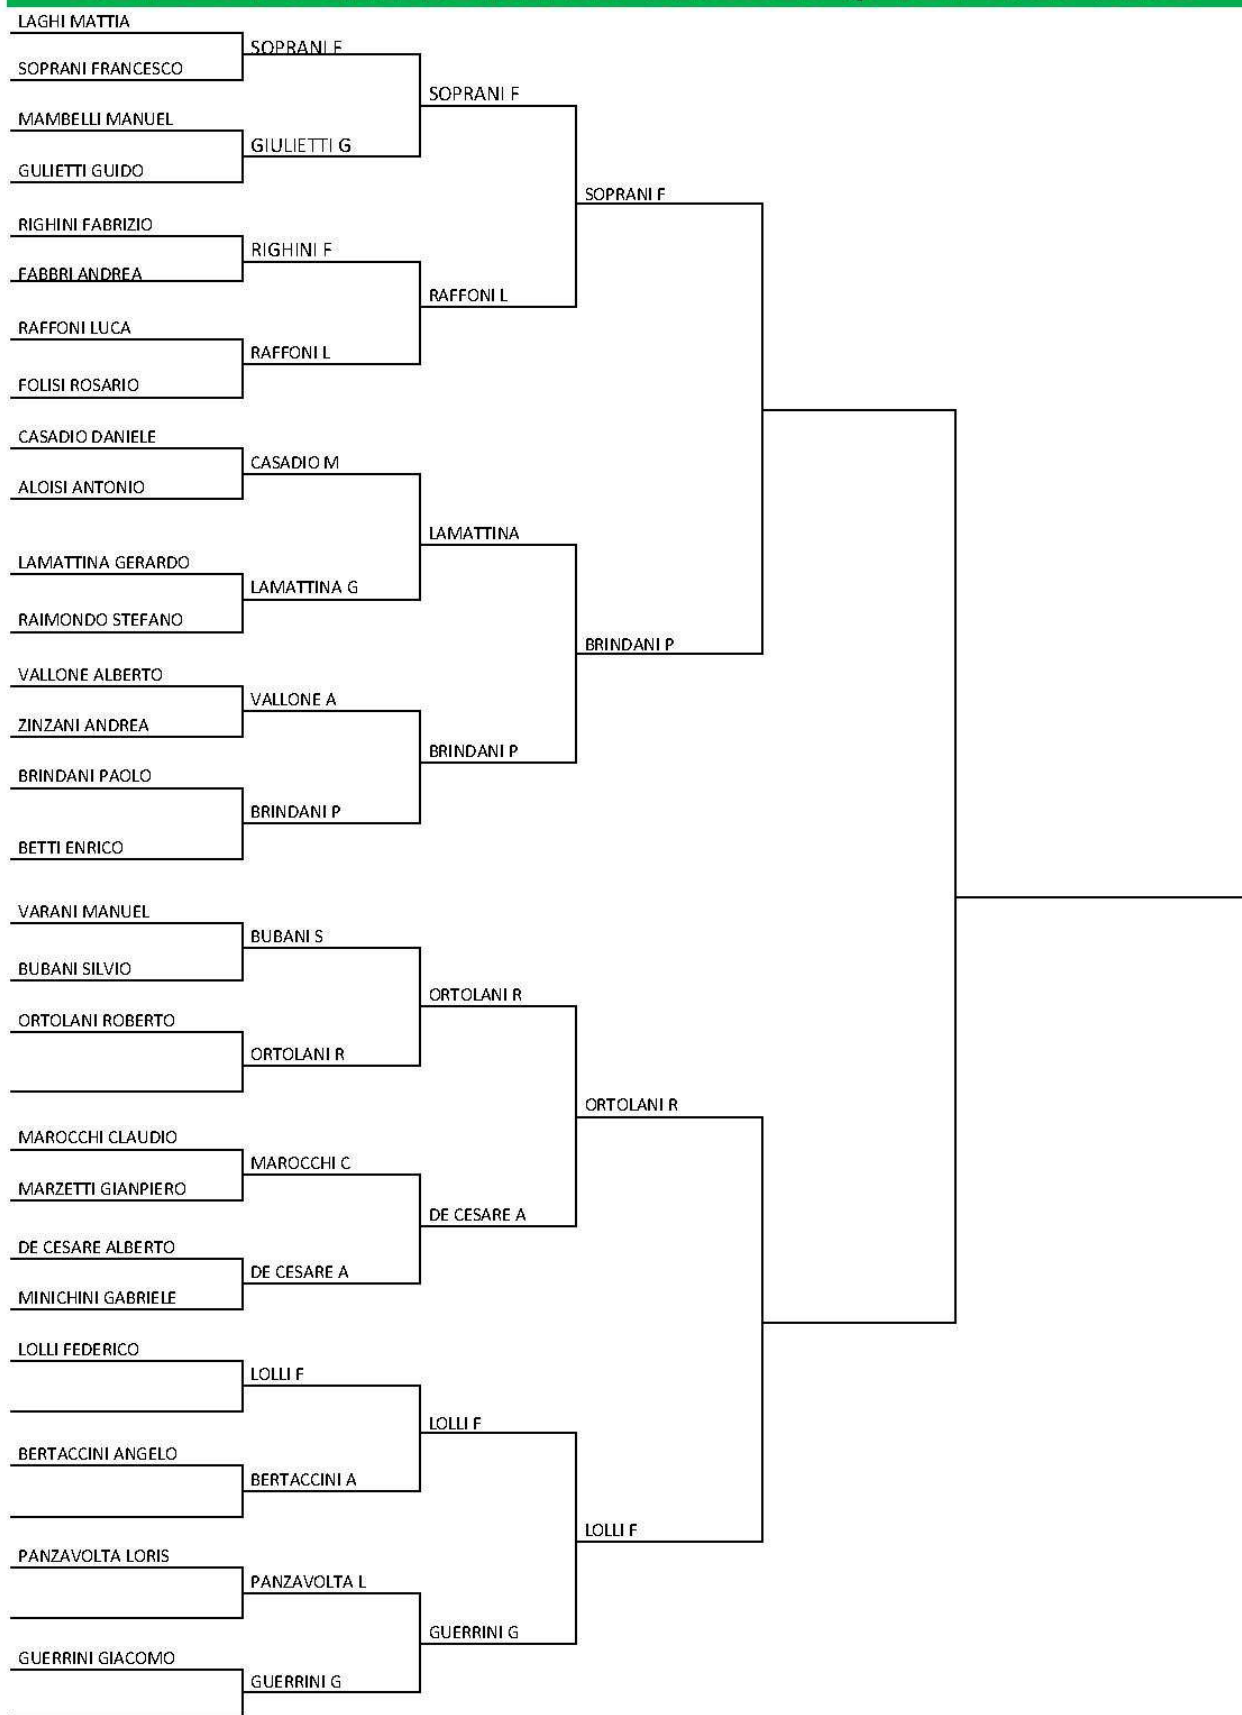 LAGHI MATTIA
SOPRANI F
SOPRANI FRANCESCO
SOPRANI F
MAMBELLI MANUEL
GIULIETTI G
GULIETTI GUIDO
SOPRANI F
RIGHINI FABRIZIO
RIGHINI F
FABBRI ANDREA
RAFFONI L
RAFFONI LUCA
RAFFONI L
FOLISI ROSARIO
CASADIO DANIELE
CASADIO M
ALOISI ANTONIO
LAMATTINA
LAMATTINA GERARDO
LAMATTINA G
RAIMONDO STEFANO
BRINDANI P
VALLONE ALBERTO
VALLONE A
ZINZANI ANDREA
BRINDANI P
BRINDANI PAOLO
BRINDANI P
BETTI ENRICO
VARANI MANUEL
BUBANI S
BUBANI SILVIO
ORTOLANI R
ORTOLANI ROBERTO
ORTOLANI R
ORTOLANI R
MAROCCHI CLAUDIO
MAROCCHI C
MARZETTI GIANPIERO
DE CESARE A
DE CESARE ALBERTO
DE CESARE A
MINICHINI GABRIELE
LOLLI FEDERICO
LOLLI F
LOLLI F
BERTACCINI ANGELO
BERTACCINI A
LOLLI F
PANZAVOLTA LORIS
PANZAVOLTA L
GUERRINI G
GUERRINI GIACOMO
GUERRINI G